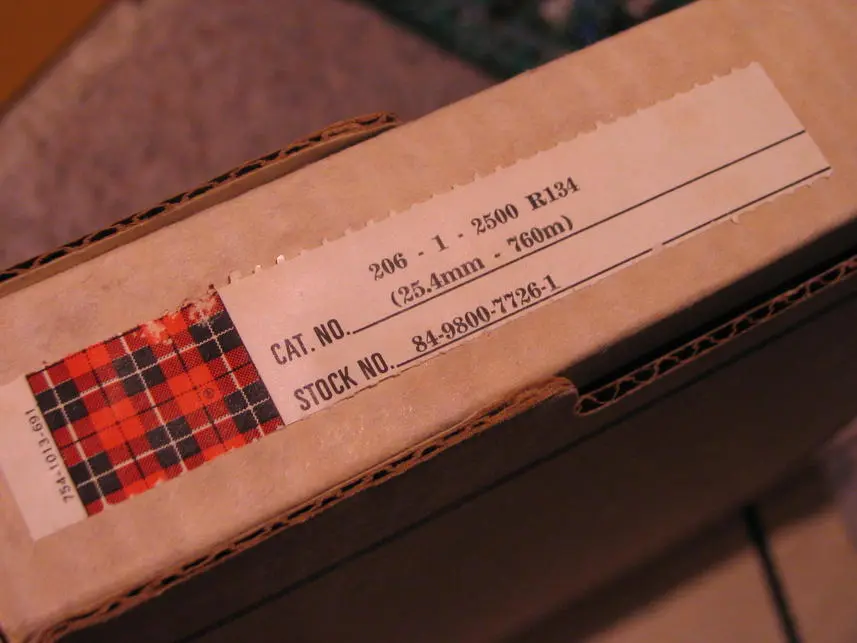 206 - 1 - 2500 R134
(25.4mm - 760m)
CAT. NO.
84-9800-7726-1
STOCK NO.
754-1013-691